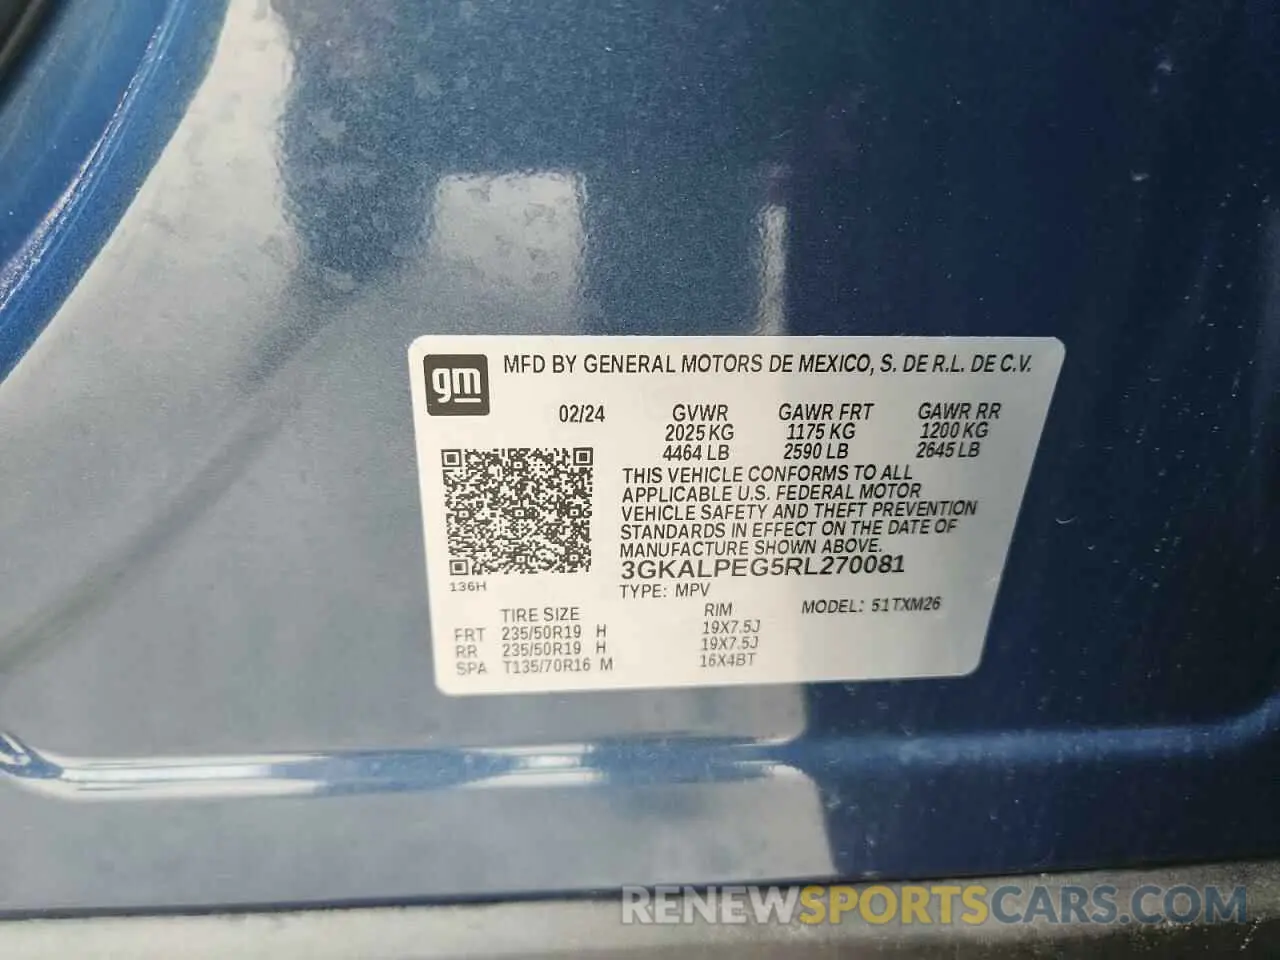 gm
MFD BY GENERAL MOTORS DE MEXICO, S. DE R.L. DE C.V.
02/24 GVWR GAWR FRT GAWR RR
2025 KG 1175 KG 1200 KG
4464 LB 2590 LB 2645 LB
THIS VEHICLE CONFORMS TO ALL
APPLICABLE U.S. FEDERAL MOTOR
VEHICLE SAFETY AND THEFT PREVENTION
STANDARDS IN EFFECT ON THE DATE OF
MANUFACTURE SHOWN ABOVE.
3GKALPEG5RL270081
136H
TYPE: MPV
TIRE SIZE RIM MODEL: 51TXM26
FRT 235/50R19 H 19X7.5J
RR 235/50R19 H 19X7.5J
SPA T135/70R16 M 16X4BT
RENEWSPORTSCARS.COM